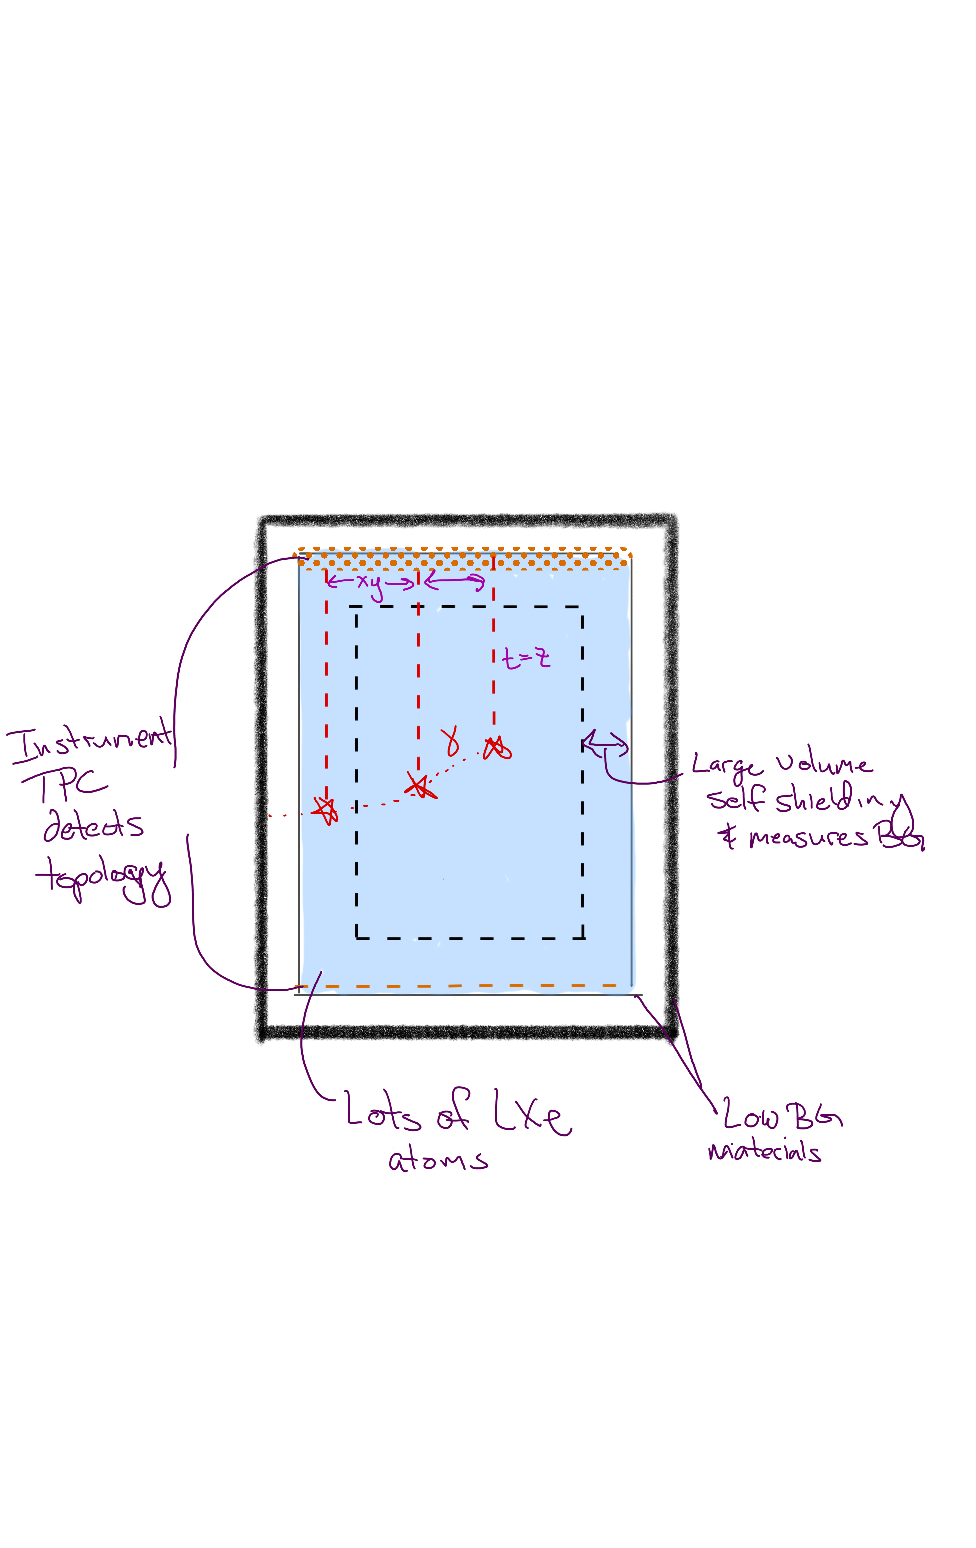 xy
t=z
γ
Instrument
TPC
detects
topology
Large volume
self shielding
& measures BG
Lots of LXe
atoms
Low BG
materials